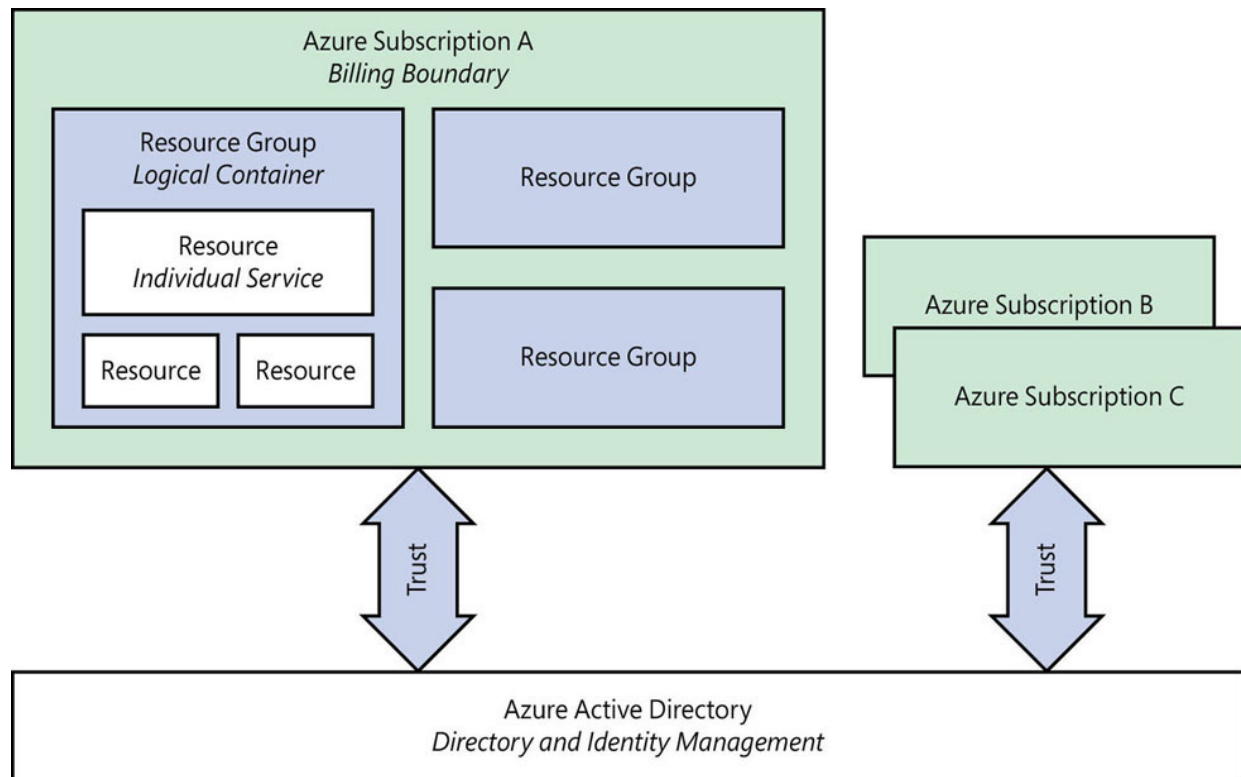 Azure Subscription A
Billing Boundary
Resource Group
Logical Container
Resource
Individual Service
Resource
Resource
Resource Group
Resource Group
Azure Subscription B
Azure Subscription C
Trust
Trust
Azure Active Directory
Directory and Identity Management